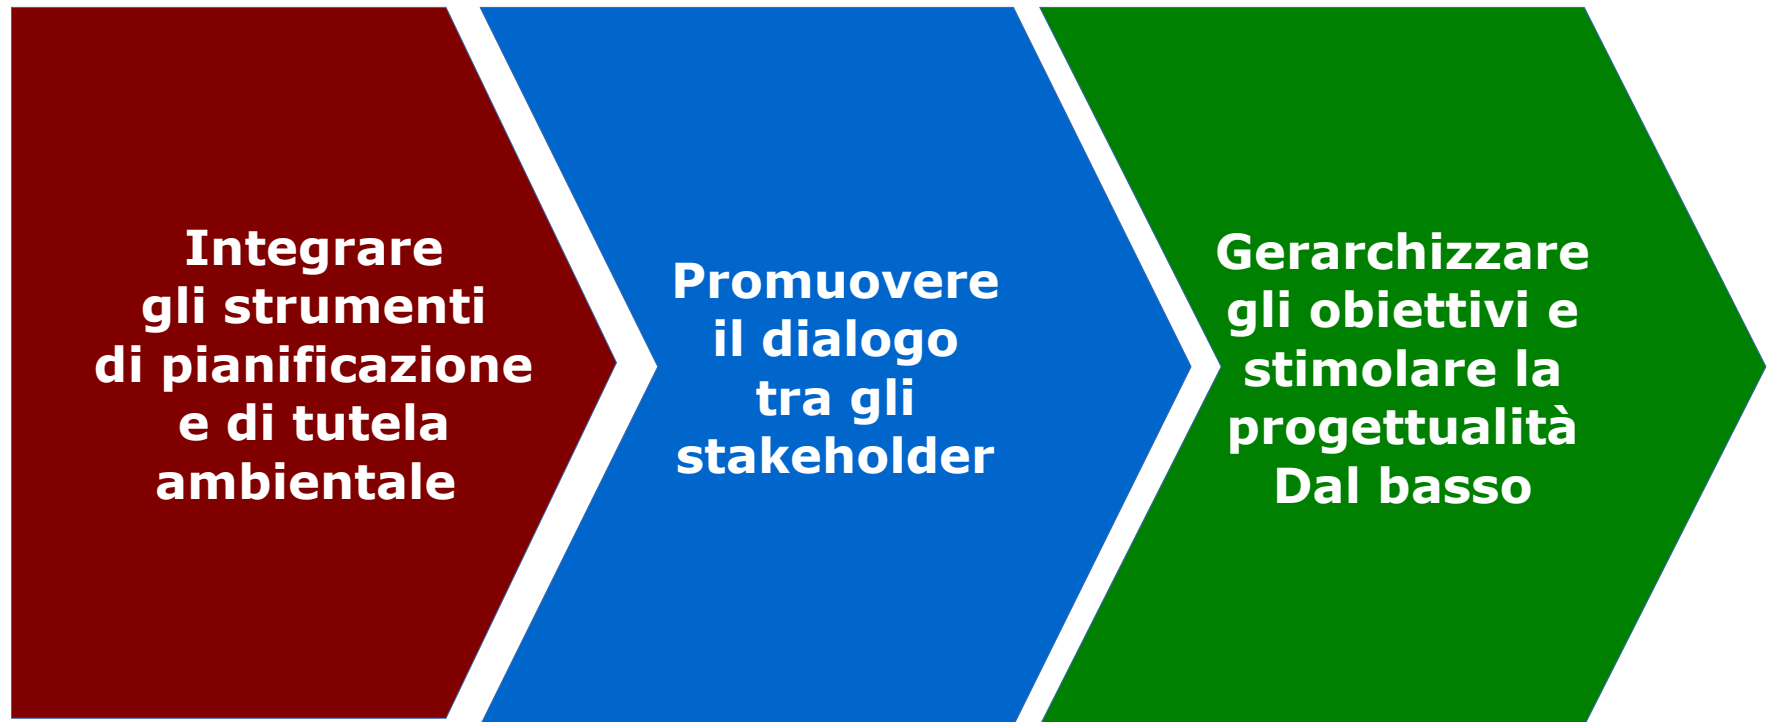 Integrare
gli strumenti
di pianificazione
e di tutela
ambientale
Promuovere
il dialogo
tra gli
stakeholder
Gerarchizzare
gli obiettivi e
stimolare la
progettualità
Dal basso